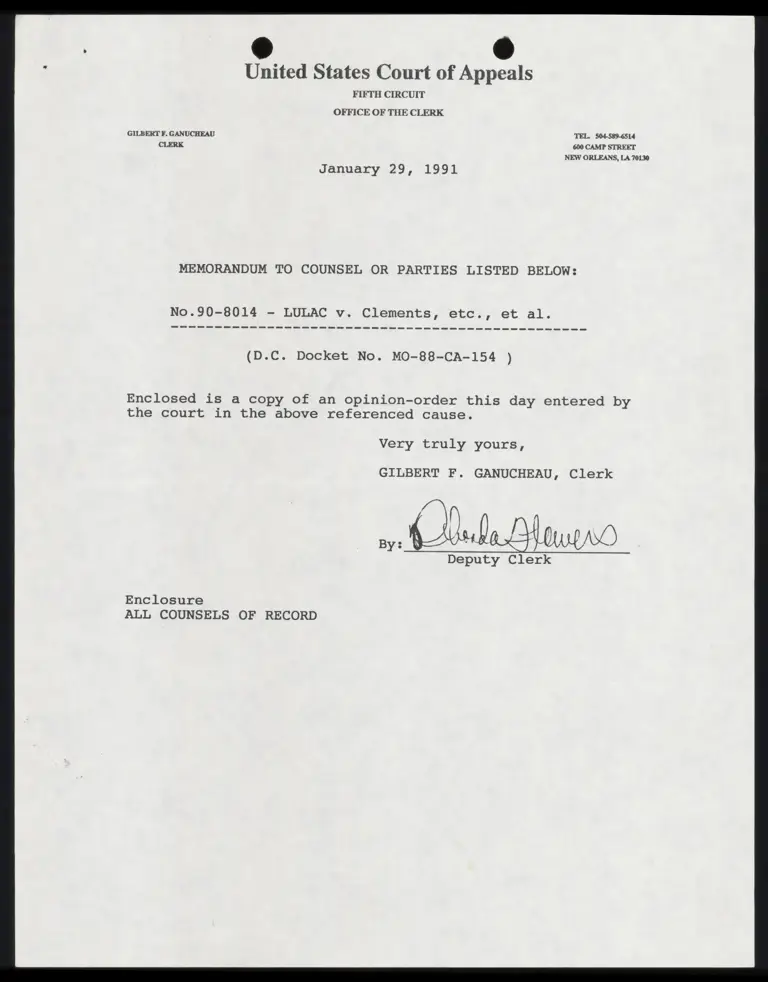 United States Court of Appeals
FIFTH CIRCUIT
OFFICE OF THE CLERK
GILBERT F. GANUCHEAU
CLERK
TEL. 504-589-6514
600 CAMP STREET
NEW ORLEANS, LA 70130
January 29, 1991
MEMORANDUM TO COUNSEL OR PARTIES LISTED BELOW:
No.90-8014 - LULAC v. Clements, etc., et al.
------------------------------------------------
(D.C. Docket No. MO-88-CA-154 )
Enclosed is a copy of an opinion-order this day entered by
the court in the above referenced cause.
Very truly yours,
GILBERT F. GANUCHEAU, Clerk
By: Rhonda Flowers
Deputy Clerk
Enclosure
ALL COUNSELS OF RECORD